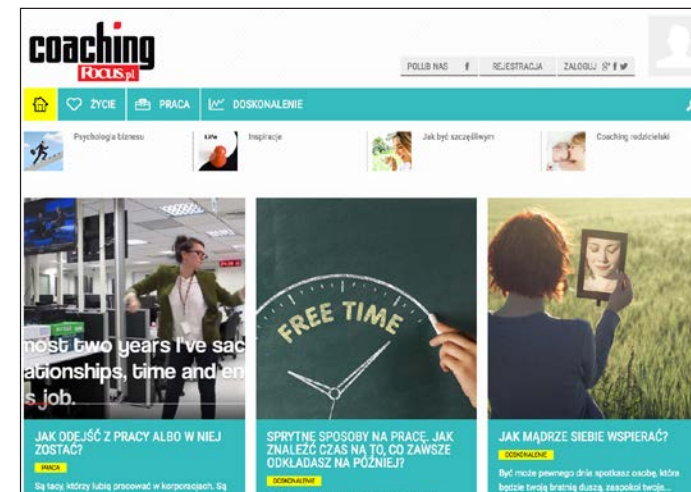 coaching
FOCUS.pl
POLUB NAS f REJESTRACJA ZALOGUJ
ŻYCIE PRACA DOSKONALENIE
Psychologia biznesu
Life
Inspiracje
Jak być szczęśliwym
Coaching rodzicielski
most two years I've sac
ationships, time and en
s job.
FREE TIME
JAK ODEJŚĆ Z PRACY ALBO W NIEJ
ZOSTAĆ?
PRACA
Są tacy, którzy lubią pracować w korporacjach. Są
SPRYTNE SPOSOBY NA PRACĘ. JAK
ZNALEŹĆ CZAS NA TO, CO ZAWSZE
ODKŁADASZ NA PÓŹNIEJ?
DOSKONALENIE
JAK MĄDRZE SIEBIE WSPIERAĆ?
DOSKONALENIE
Być może pewnego dnia spotkasz osobę, która
będzie twoją bratnią duszą, zaspokoi twoje...